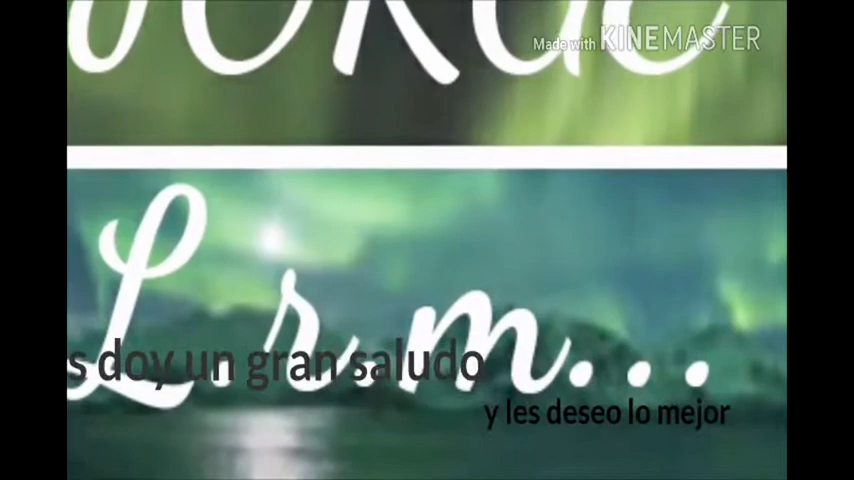 Made with KINEMASTER
L.r.m...
s doy un gran saludo
y les deseo lo mejor